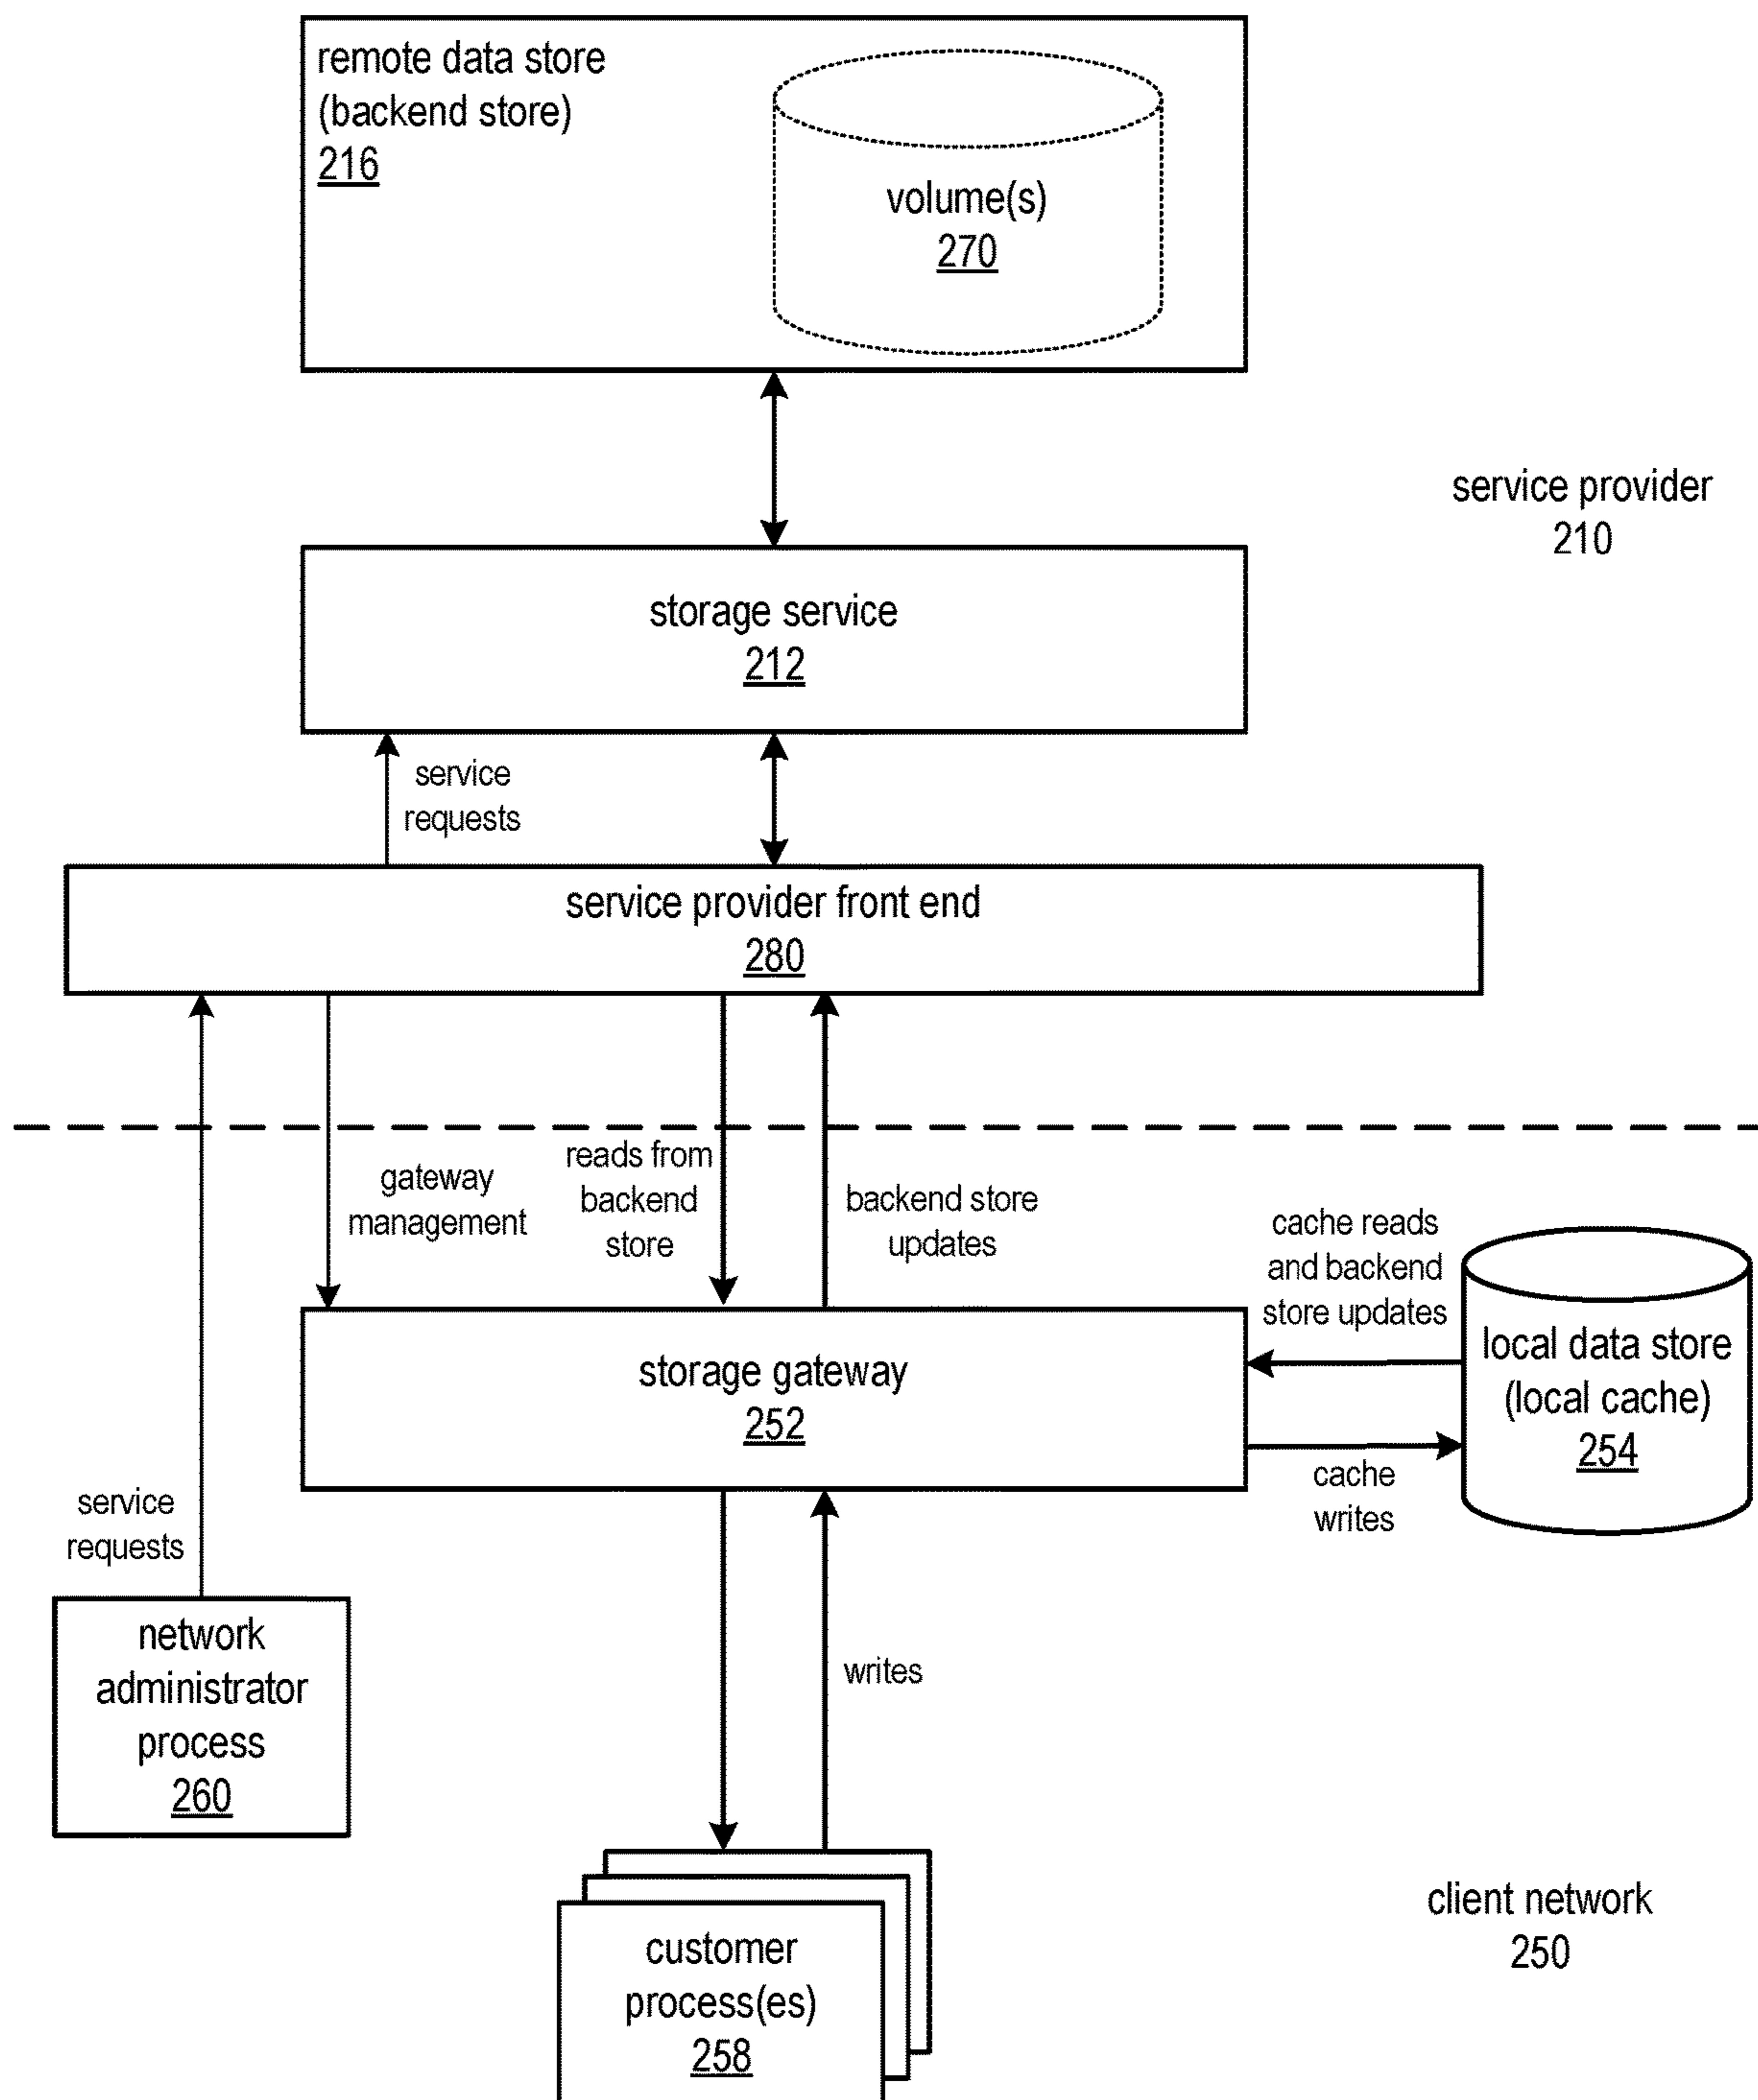 remote data store
(backend store)
216
volume(s)
270
service provider
210
storage service
212
service
requests
service provider front end
280
gateway
management
reads from
backend
store
backend store
updates
cache reads
and backend
store updates
local data store
(local cache)
254
storage gateway
252
cache
writes
service
requests
network
administrator
process
260
writes
client network
250
customer
process(es)
258